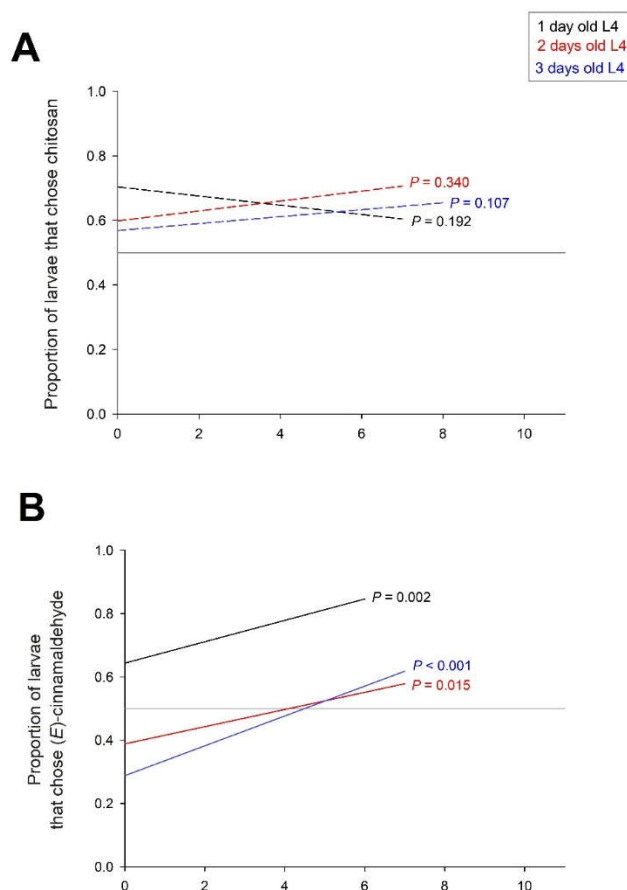 1 day old L4
2 days old L4
3 days old L4
A
Proportion of larvae that chose chitosan
1.0
0.8
0.6
0.4
0.2
0.0
P = 0.340
P = 0.107
P = 0.192
0 2 4 6 8 10
B
Proportion of larvae
that chose (E)-cinnamaldehyde
1.0
0.8
0.6
0.4
0.2
0.0
P = 0.002
P < 0.001
P = 0.015
0 2 4 6 8 10